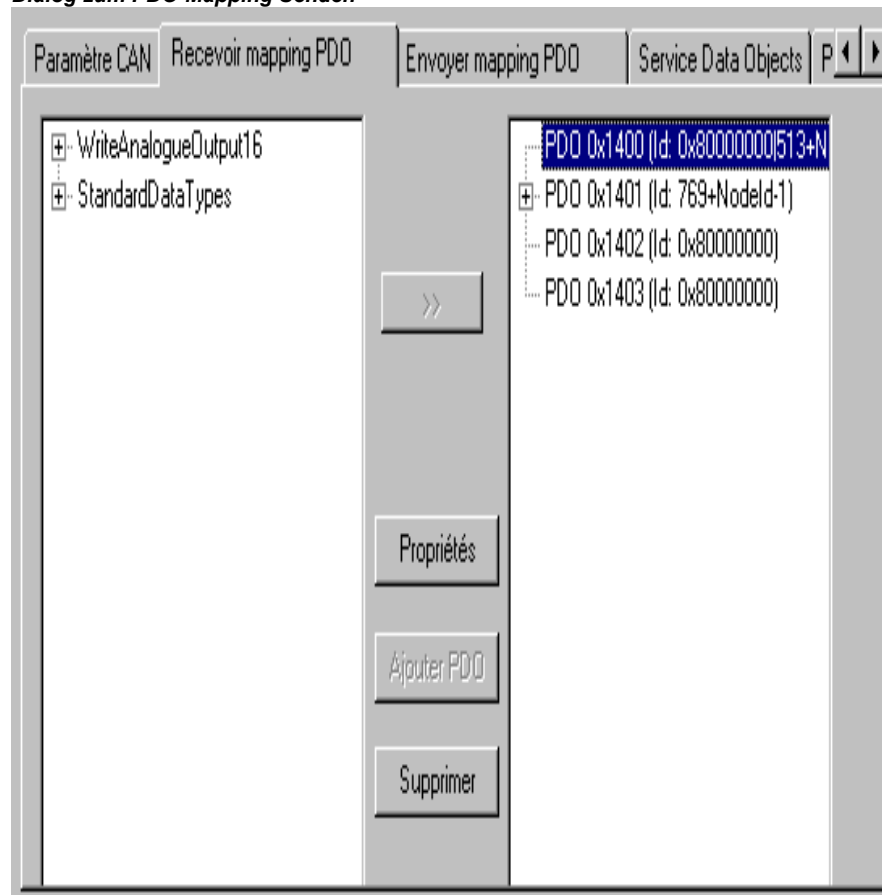 Dialog zum PDO-Mapping Senden
Paramètre CAN
Recevoir mapping PDO
Envoyer mapping PDO
Service Data Objects
P
WriteAnalogueOutput16
StandardDataTypes
>>
Propriétés
Ajouter PDO
Supprimer
PDO 0x1400 (Id: 0x80000000|513+N
PDO 0x1401 (Id: 769+NodeId-1)
PDO 0x1402 (Id: 0x80000000)
PDO 0x1403 (Id: 0x80000000)